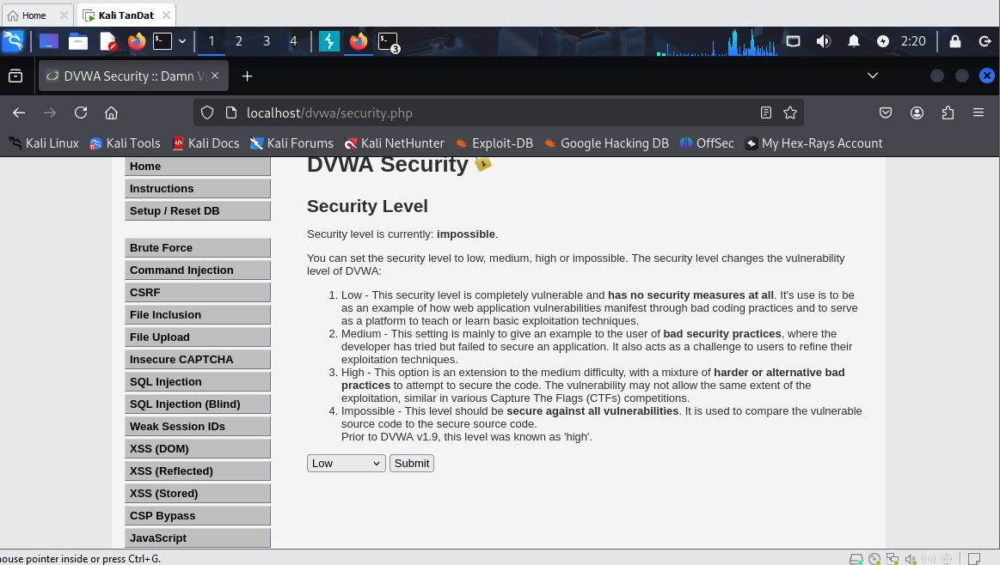 Home
Kali TanDat
1 2 3 4
3
2:20
DVWA Security :: Damn Vu
localhost/dvwa/security.php
Kali Linux Kali Tools Kali Docs Kali Forums Kali NetHunter Exploit-DB Google Hacking DB OffSec My Hex-Rays Account
Home
Instructions
Setup / Reset DB
Brute Force
Command Injection
CSRF
File Inclusion
File Upload
Insecure CAPTCHA
SQL Injection
SQL Injection (Blind)
Weak Session IDs
XSS (DOM)
XSS (Reflected)
XSS (Stored)
CSP Bypass
JavaScript
DVWA Security
Security Level
Security level is currently: impossible.
You can set the security level to low, medium, high or impossible. The security level changes the vulnerability
level of DVWA:
1. Low - This security level is completely vulnerable and has no security measures at all. It's use is to be
as an example of how web application vulnerabilities manifest through bad coding practices and to serve
as a platform to teach or learn basic exploitation techniques.
2. Medium - This setting is mainly to give an example to the user of bad security practices, where the
developer has tried but failed to secure an application. It also acts as a challenge to users to refine their
exploitation techniques.
3. High - This option is an extension to the medium difficulty, with a mixture of harder or alternative bad
practices to attempt to secure the code. The vulnerability may not allow the same extent of the
exploitation, similar in various Capture The Flags (CTFs) competitions.
4. Impossible - This level should be secure against all vulnerabilities. It is used to compare the vulnerable
source code to the secure source code.
Prior to DVWA v1.9, this level was known as 'high'.
Low
Submit
ouse pointer inside or press Ctrl+G.